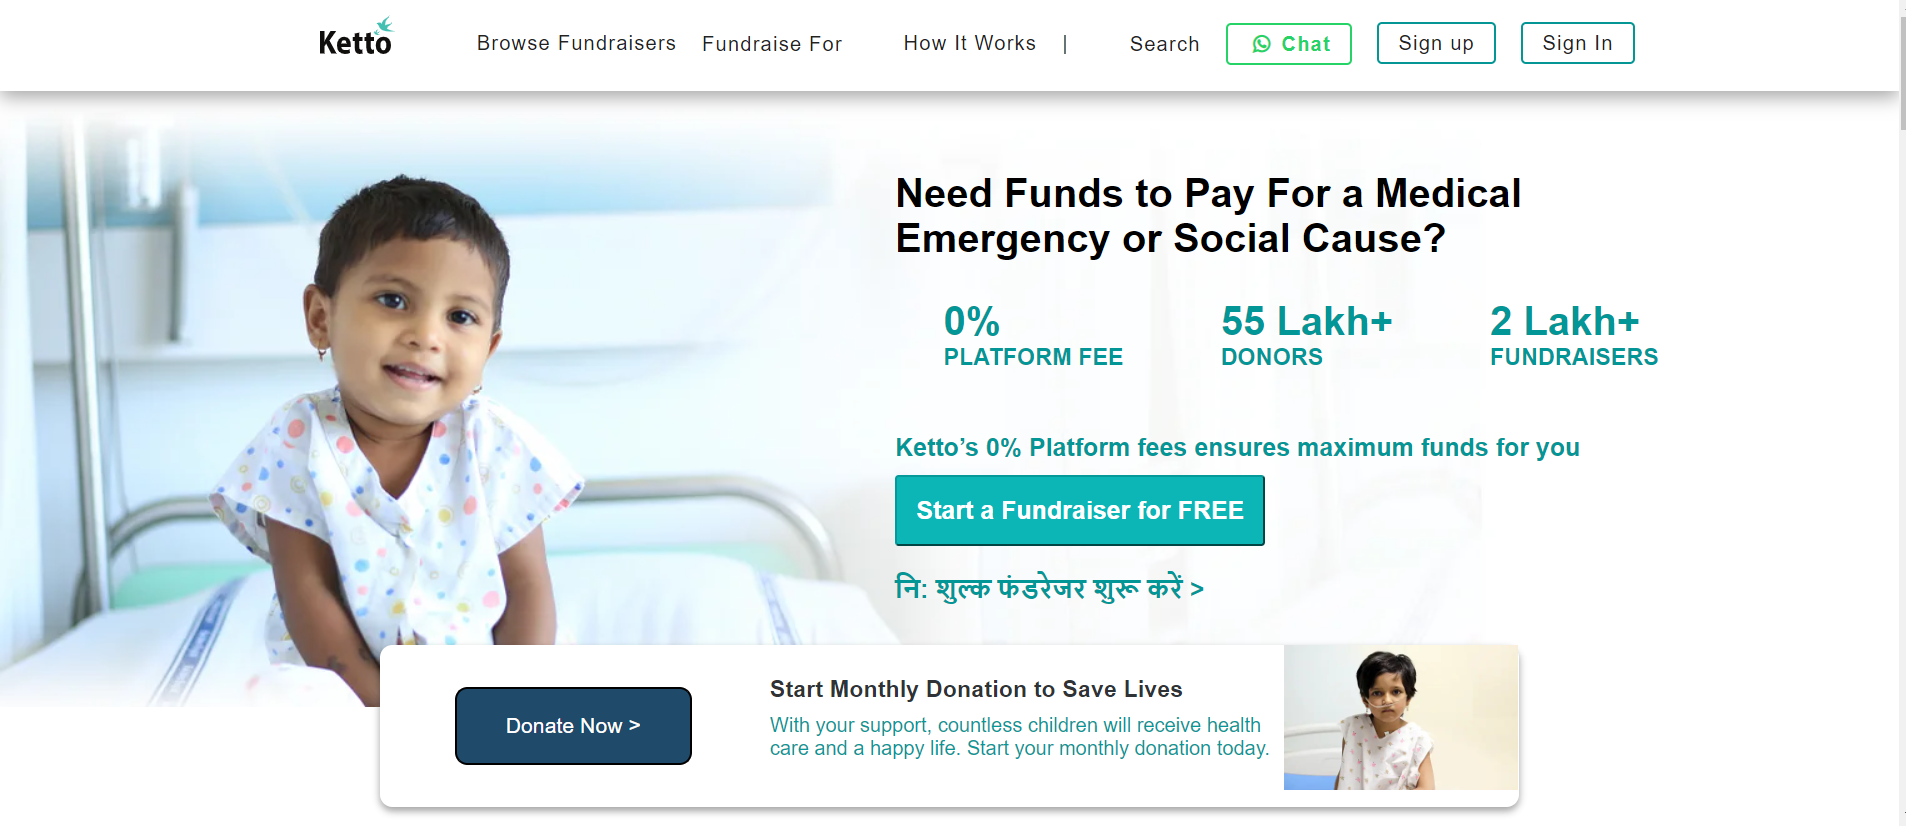 Ketto
Browse Fundraisers
Fundraise For
How It Works
|
Search
Chat
Sign up
Sign In
Need Funds to Pay For a Medical
Emergency or Social Cause?
0%
PLATFORM FEE
55 Lakh+
DONORS
2 Lakh+
FUNDRAISERS
Ketto’s 0% Platform fees ensures maximum funds for you
Start a Fundraiser for FREE
नि: शुल्क फंडरेजर शुरू करें >
Donate Now >
Start Monthly Donation to Save Lives
With your support, countless children will receive health
care and a happy life. Start your monthly donation today.